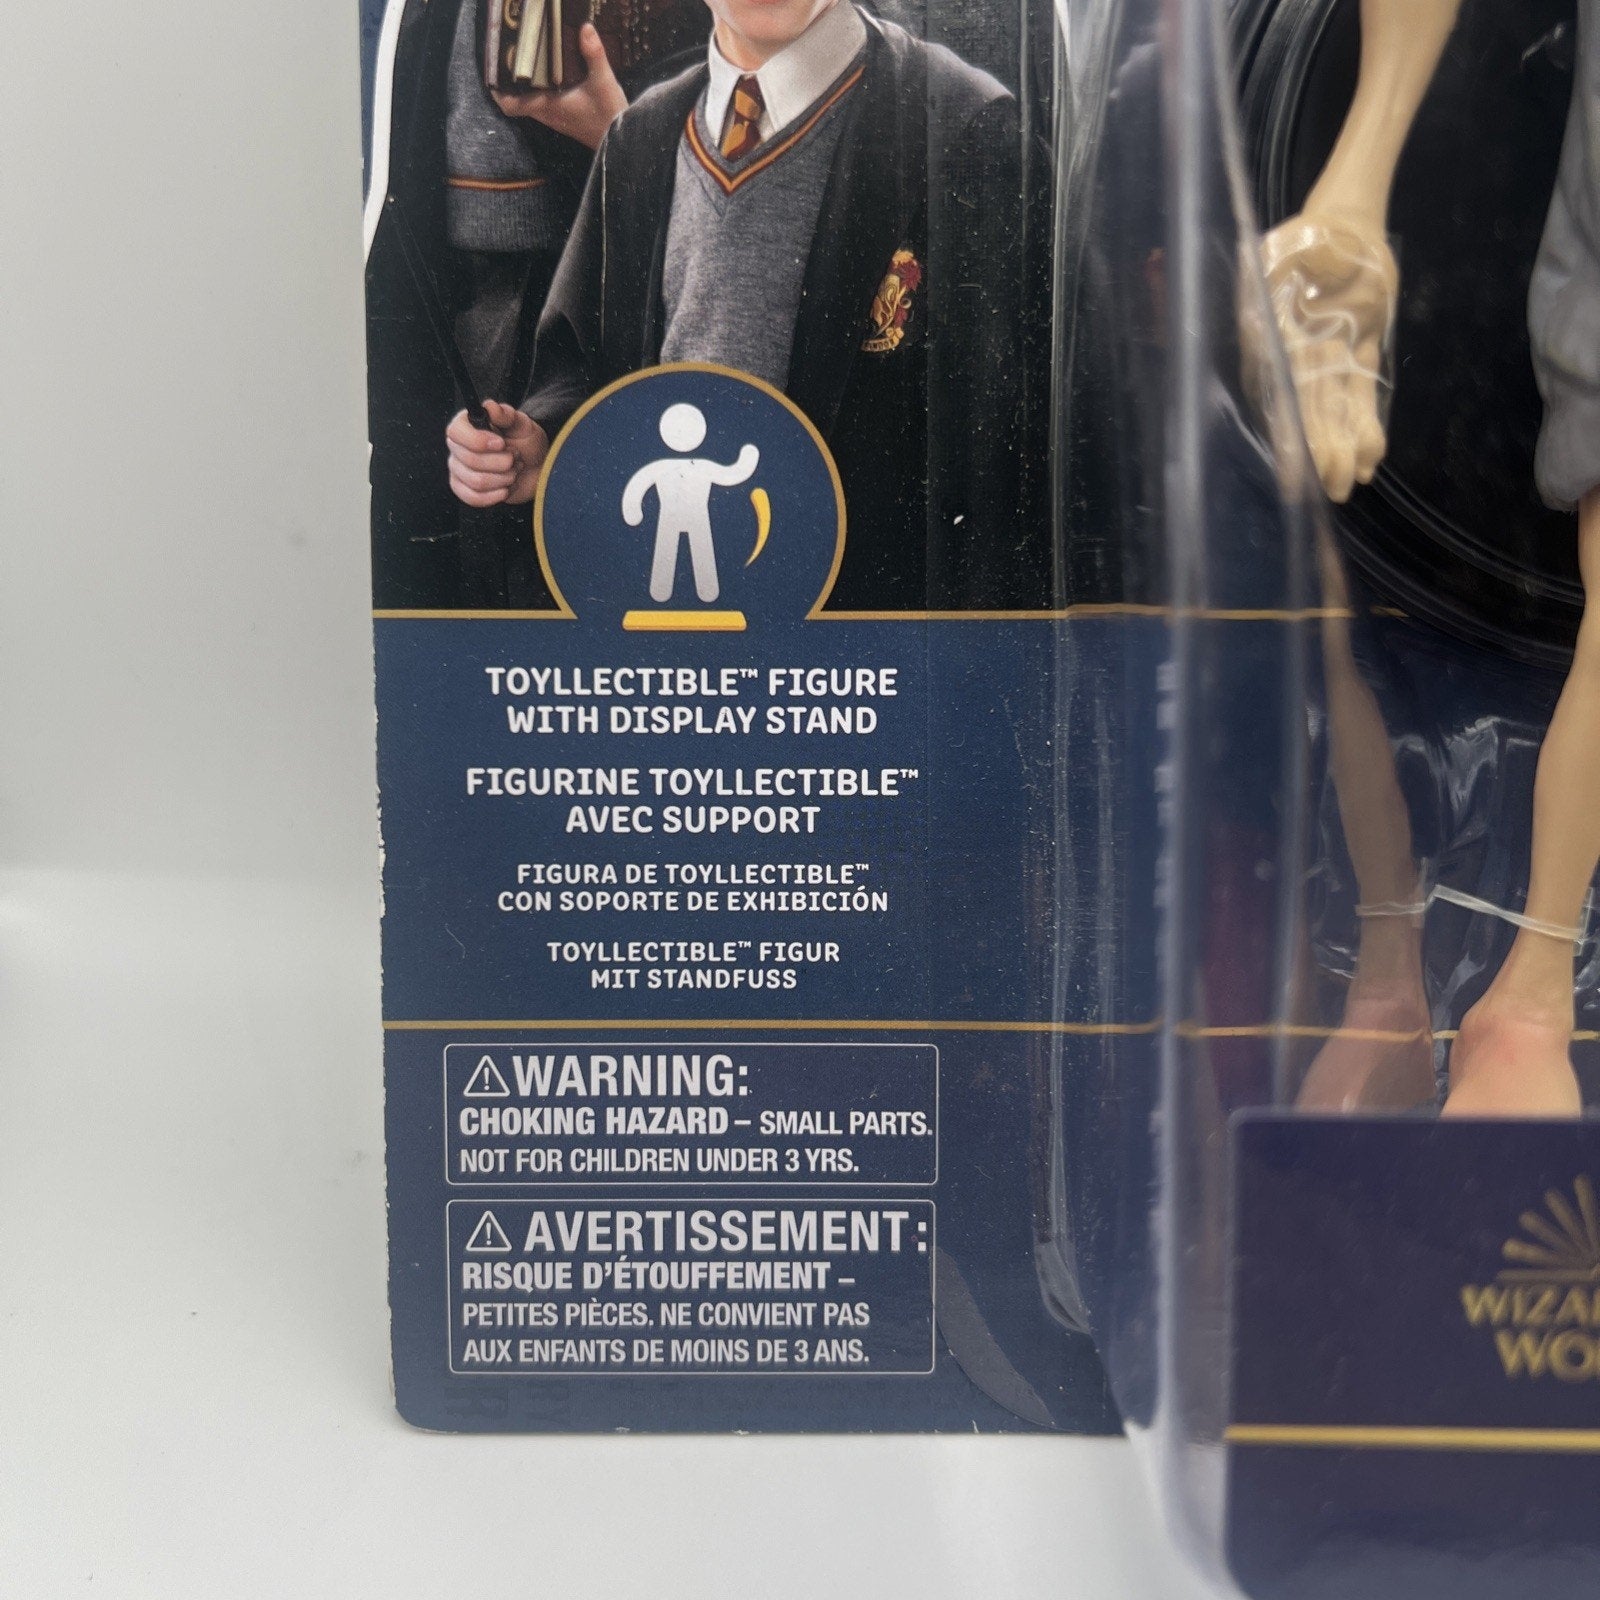 TOYLLECTIBLE™ FIGURE
WITH DISPLAY STAND
FIGURINE TOYLLECTIBLE™
AVEC SUPPORT
FIGURA DE TOYLLECTIBLE™
CON SOPORTE DE EXHIBICIÓN
TOYLLECTIBLE™ FIGUR
MIT STANDFUSS
⚠WARNING:
CHOKING HAZARD – SMALL PARTS.
NOT FOR CHILDREN UNDER 3 YRS.
⚠ AVERTISSEMENT:
RISQUE D'ÉTOUFFEMENT –
PETITES PIÈCES. NE CONVIENT PAS
AUX ENFANTS DE MOINS DE 3 ANS.